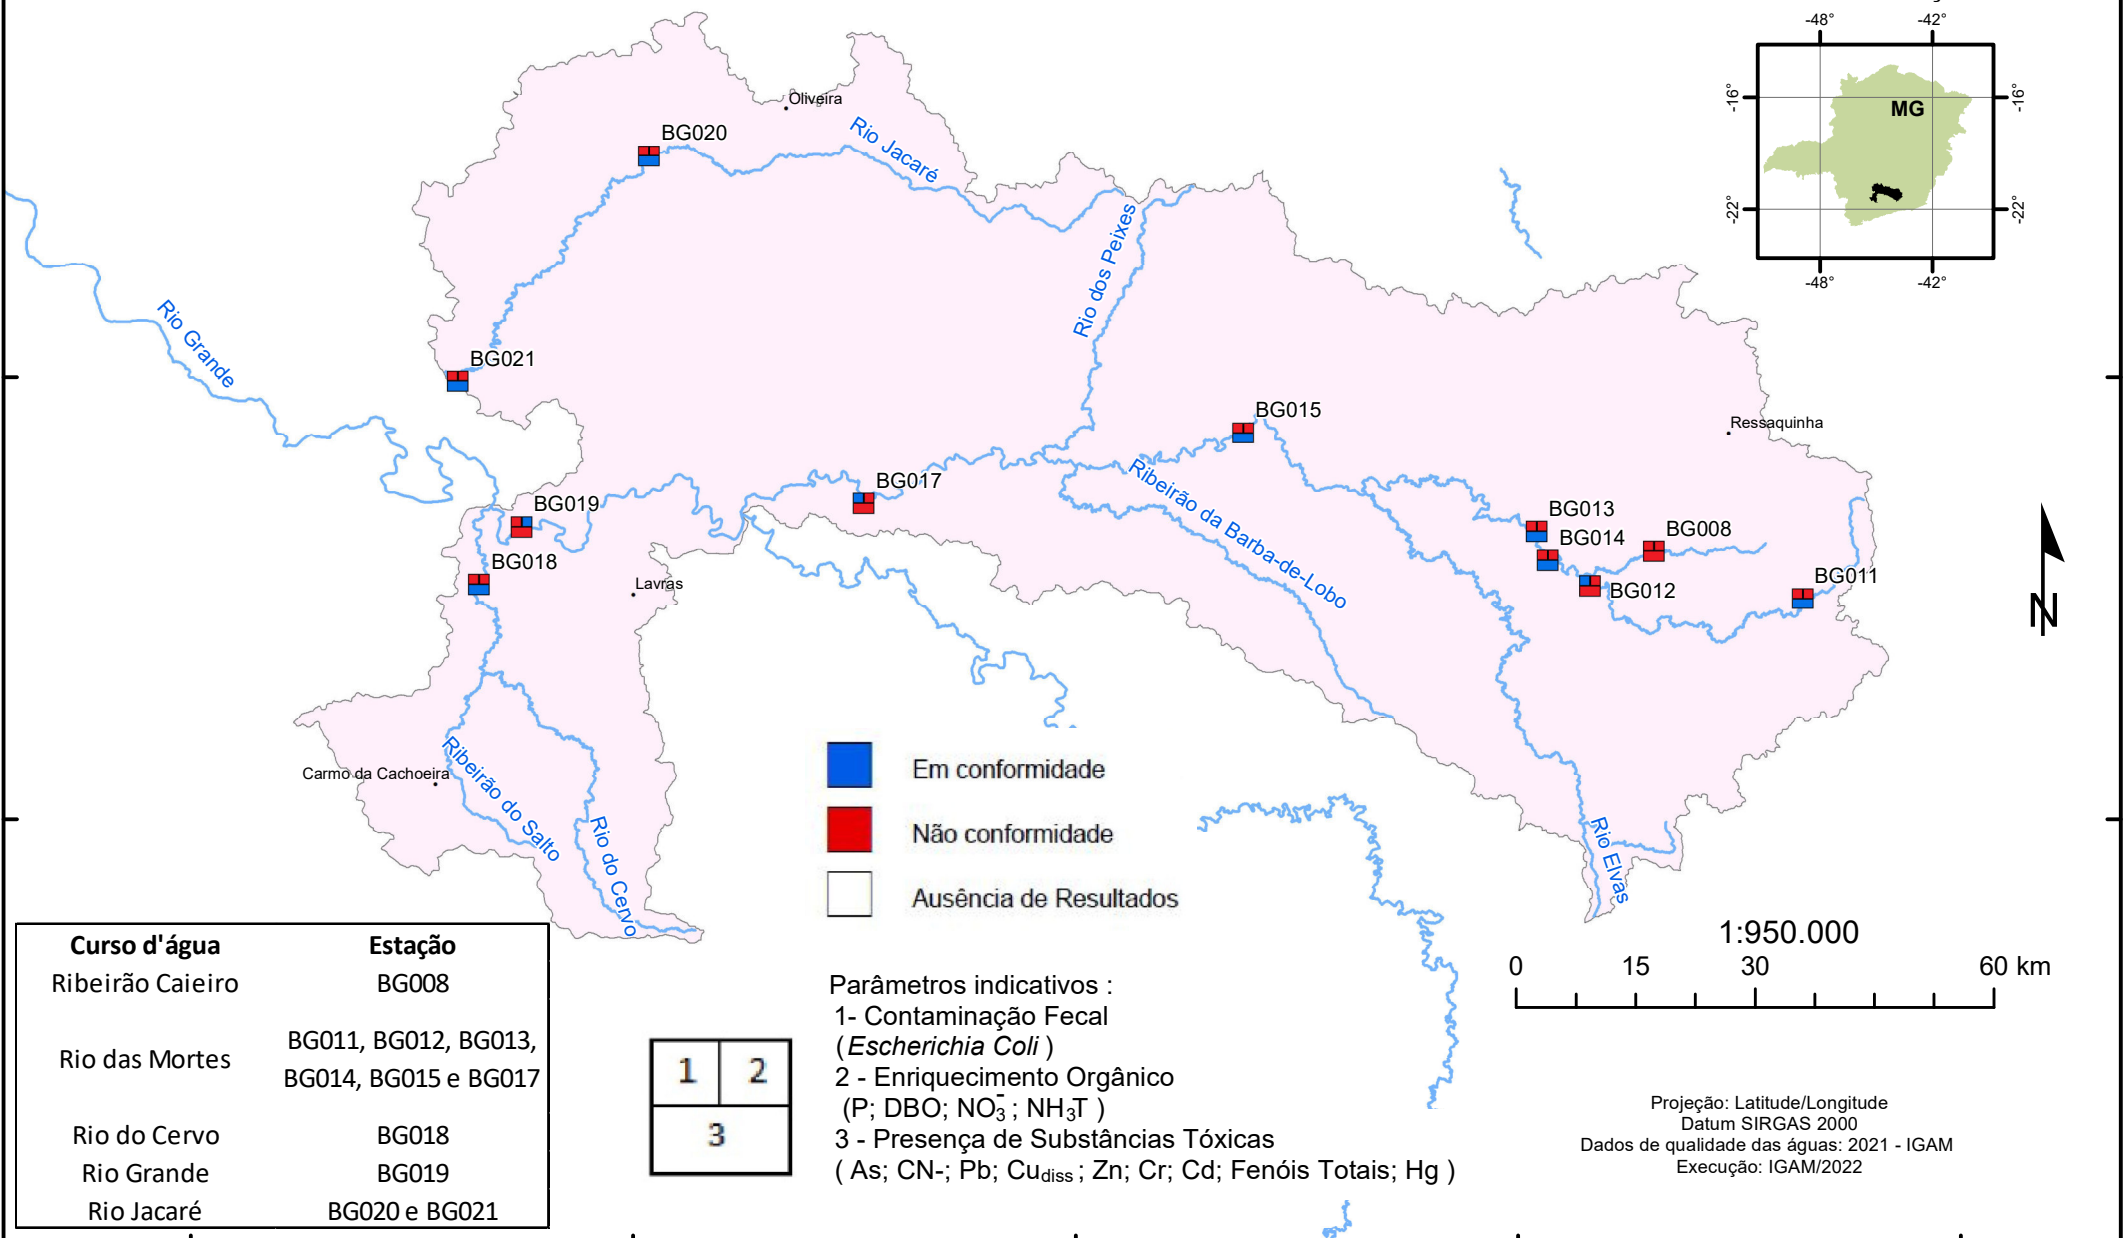 -48°
-42°
-16°
-16°
MG
-22°
-22°
-48°
-42°
Oliveira
BG020
Rio Jacaré
Rio dos Peixes
Rio Grande
BG021
BG015
Ressaquinha
Ribeirão da Barba-de-Lobo
BG017
BG019
BG013
BG014
BG008
BG018
BG011
Lavras
BG012
N
Carmo da Cachoeira
Ribeirão do Salto
Rio do Cervo
Rio Elvas
Em conformidade
Não conformidade
Ausência de Resultados
1:950.000
0 15 30 60 km
Curso d'água Estação
Ribeirão Caieiro BG008
Rio das Mortes BG011, BG012, BG013,
BG014, BG015 e BG017
Rio do Cervo BG018
Rio Grande BG019
Rio Jacaré BG020 e BG021
1 2
3
Parâmetros indicativos :
1- Contaminação Fecal
(Escherichia Coli )
2 - Enriquecimento Orgânico
(P; DBO; NO₃⁻ ; NH₃T )
3 - Presença de Substâncias Tóxicas
( As; CN-; Pb; Cu diss ; Zn; Cr; Cd; Fenóis Totais; Hg )
Projeção: Latitude/Longitude
Datum SIRGAS 2000
Dados de qualidade das águas: 2021 - IGAM
Execução: IGAM/2022